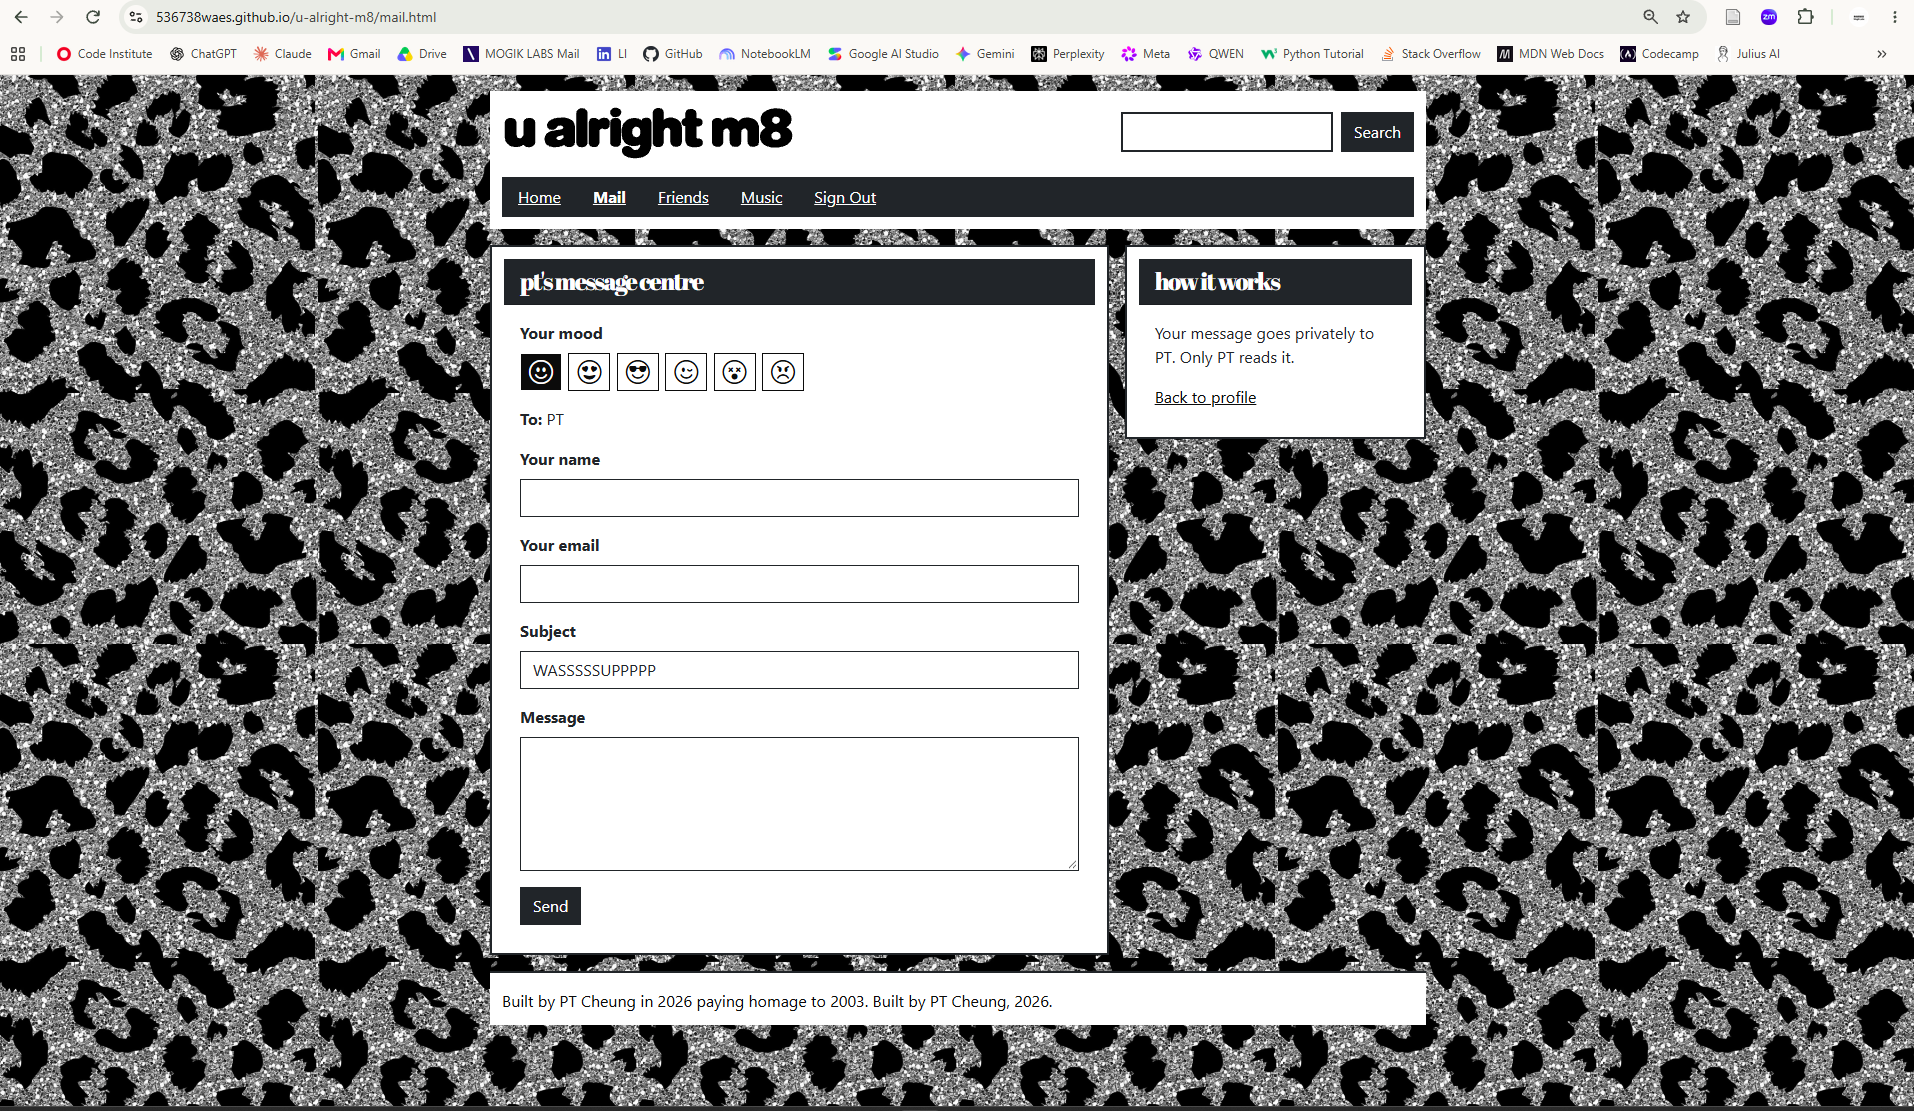 536738waes.github.io/u-alright-m8/mail.html
Code Institute ChatGPT Claude Gmail Drive MOGIK LABS Mail LI GitHub NotebookLM Google AI Studio Gemini Perplexity Meta QWEN Python Tutorial Stack Overflow MDN Web Docs Codecamp Julius AI »
u alright m8
Search
Home Mail Friends Music Sign Out
pt's message centre
Your mood
To: PT
Your name
Your email
Subject
WASSSSSUPPPPP
Message
Send
how it works
Your message goes privately to
PT. Only PT reads it.
Back to profile
Built by PT Cheung in 2026 paying homage to 2003. Built by PT Cheung, 2026.